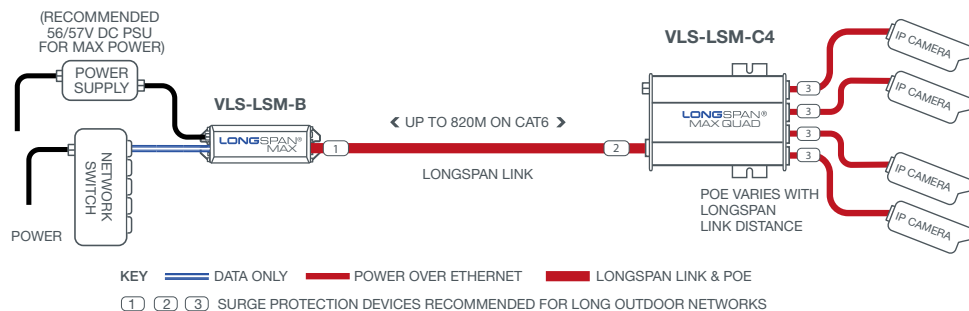 (RECOMMENDED
56/57V DC PSU
FOR MAX POWER)
POWER
SUPPLY
VLS-LSM-B
LONGSPAN®
MAX
NETWORK
SWITCH
POWER
UP TO 820M ON CAT6
1
2
LONGSPAN LINK
VLS-LSM-C4
LONGSPAN®
MAX QUAD
3
3
3
3
IP CAMERA
IP CAMERA
IP CAMERA
IP CAMERA
POE VARIES WITH
LONGSPAN
LINK DISTANCE
KEY DATA ONLY POWER OVER ETHERNET LONGSPAN LINK & POE
1 2 3 SURGE PROTECTION DEVICES RECOMMENDED FOR LONG OUTDOOR NETWORKS